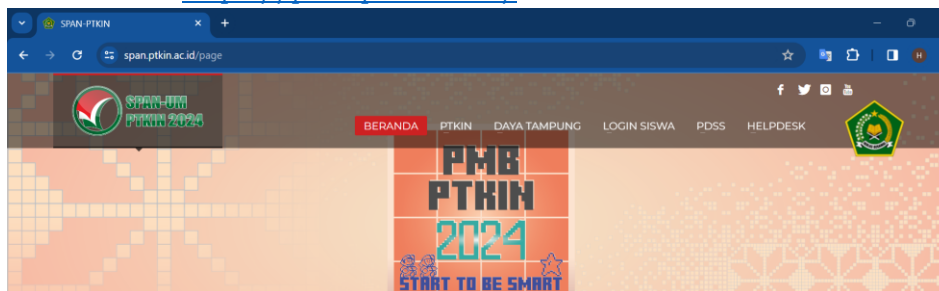 SPAN-PTKIN
span.ptkin.ac.id/page
H
SPAN-UM
PTKIN 2024
BERANDA PTKIN DAYA TAMPUNG LOGIN SISWA PDSS HELPDESK
PMB
PTKIN
2024
START TO BE SMART